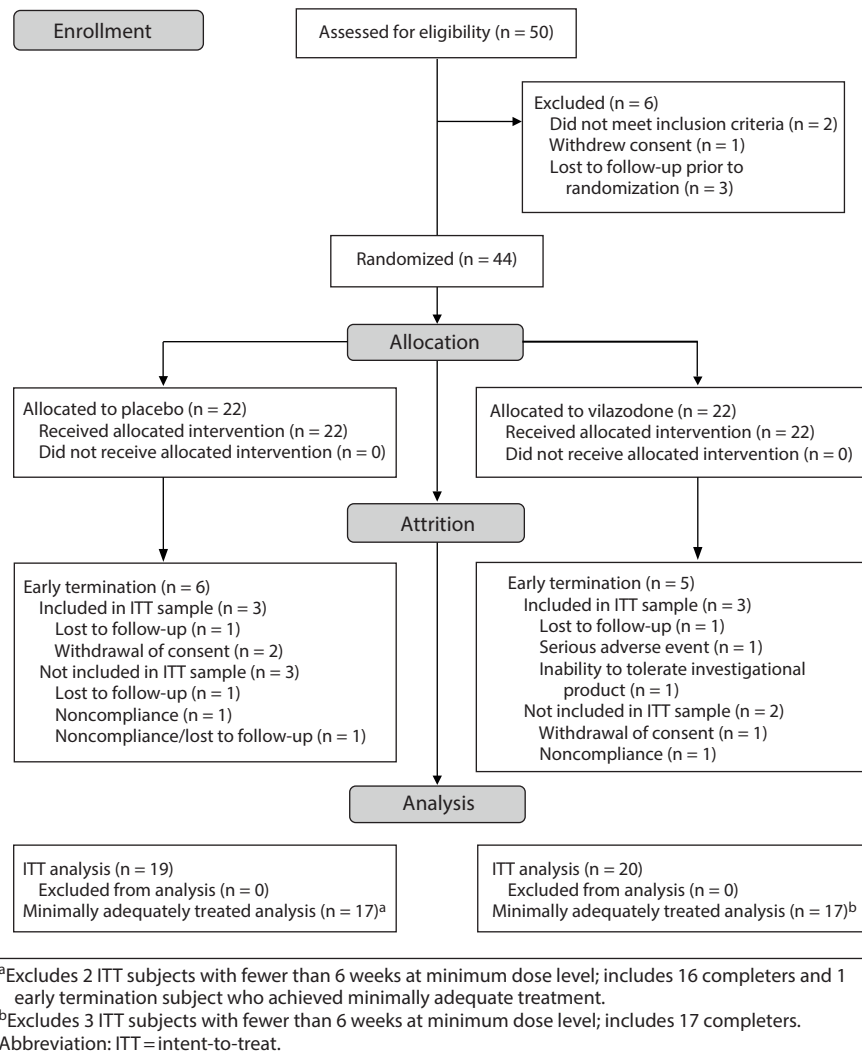 Enrollment
Assessed for eligibility (n = 50)
Excluded (n = 6)
Did not meet inclusion criteria (n = 2)
Withdrew consent (n = 1)
Lost to follow-up prior to
randomization (n = 3)
Randomized (n = 44)
Allocation
Allocated to placebo (n = 22)
Received allocated intervention (n = 22)
Did not receive allocated intervention (n = 0)
Allocated to vilazodone (n = 22)
Received allocated intervention (n = 22)
Did not receive allocated intervention (n = 0)
Attrition
Early termination (n = 6)
Included in ITT sample (n = 3)
Lost to follow-up (n = 1)
Withdrawal of consent (n = 2)
Not included in ITT sample (n = 3)
Lost to follow-up (n = 1)
Noncompliance (n = 1)
Noncompliance/lost to follow-up (n = 1)
Early termination (n = 5)
Included in ITT sample (n = 3)
Lost to follow-up (n = 1)
Serious adverse event (n = 1)
Inability to tolerate investigational
product (n = 1)
Not included in ITT sample (n = 2)
Withdrawal of consent (n = 1)
Noncompliance (n = 1)
Analysis
ITT analysis (n = 19)
Excluded from analysis (n = 0)
Minimally adequately treated analysis (n = 17)a
ITT analysis (n = 20)
Excluded from analysis (n = 0)
Minimally adequately treated analysis (n = 17)b
aExcludes 2 ITT subjects with fewer than 6 weeks at minimum dose level; includes 16 completers and 1
early termination subject who achieved minimally adequate treatment.
bExcludes 3 ITT subjects with fewer than 6 weeks at minimum dose level; includes 17 completers.
Abbreviation: ITT = intent-to-treat.